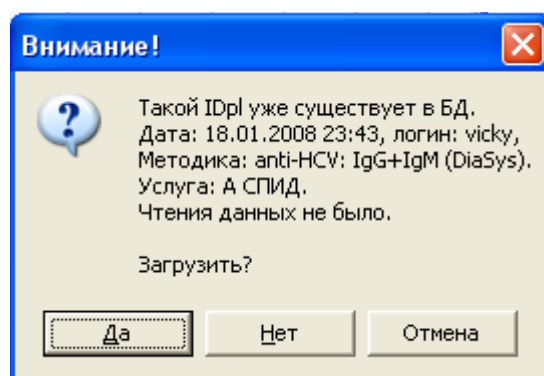 Внимание!
Такой IDpl уже существует в БД.
Дата: 18.01.2008 23:43, логин: vicky,
Методика: anti-HCV: IgG+IgM (DiaSys).
Услуга: А СПИД.
Чтения данных не было.
Загрузить?
Да Нет Отмена